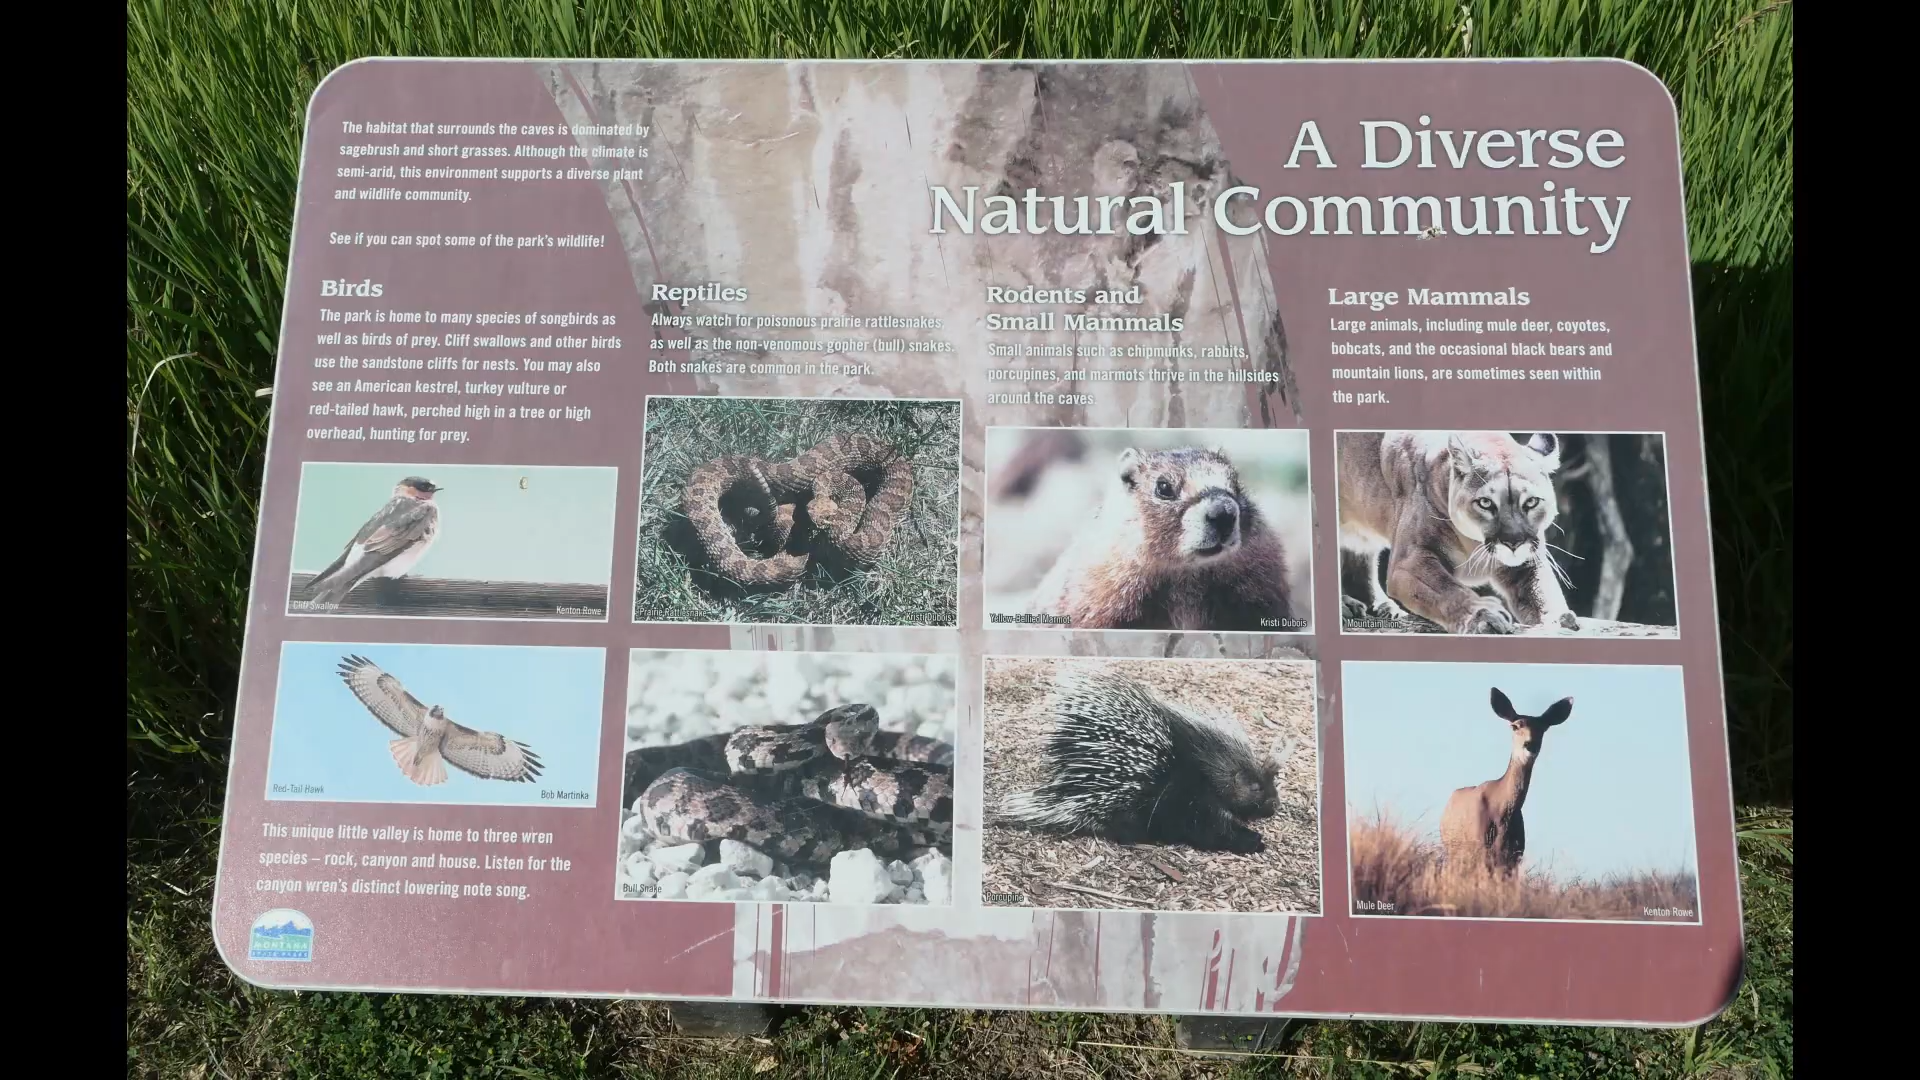 A Diverse
Natural Community
The habitat that surrounds the caves is dominated by
sagebrush and short grasses. Although the climate is
semi-arid, this environment supports a diverse plant
and wildlife community.
See if you can spot some of the park's wildlife!
Birds
The park is home to many species of songbirds as
well as birds of prey. Cliff swallows and other birds
use the sandstone cliffs for nests. You may also
see an American kestrel, turkey vulture or
red-tailed hawk, perched high in a tree or high
overhead, hunting for prey.
Cliff Swallow
Kenton Rowe
Red-Tail Hawk
Bob Martinka
This unique little valley is home to three wren
species – rock, canyon and house. Listen for the
canyon wren's distinct lowering note song.
MONTANA
STATE PARKS
Reptiles
Always watch for poisonous prairie rattlesnakes,
as well as the non-venomous gopher (bull) snakes.
Both snakes are common in the park.
Prairie Rattlesnake
Kristi Dubois
Bull Snake
Rodents and
Small Mammals
Small animals such as chipmunks, rabbits,
porcupines, and marmots thrive in the hillsides
around the caves.
Yellow-Bellied Marmot
Kristi Dubois
Porcupine
Large Mammals
Large animals, including mule deer, coyotes,
bobcats, and the occasional black bears and
mountain lions, are sometimes seen within
the park.
Mountain Lion
Mule Deer
Kenton Rowe